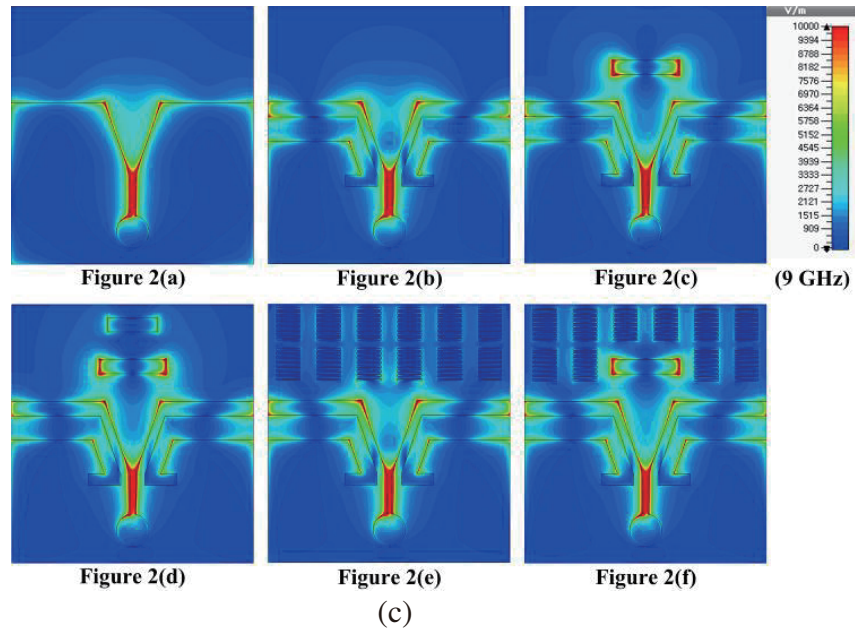 V/m
10000
9394
8788
8182
7576
6970
6364
5758
5152
4545
3939
3333
2727
2121
1515
909
0
Figure 2(a)
Figure 2(b)
Figure 2(c)
(9 GHz)
Figure 2(d)
Figure 2(e)
Figure 2(f)
(c)